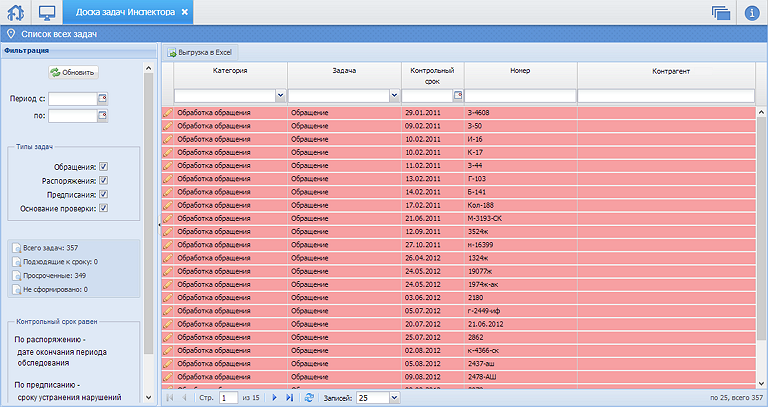 Доска задач Инспектора
Список всех задач
Фильтрация
Обновить
Период с:
по:
Типы задач
Обращения:
Распоряжения:
Предписания:
Основание проверки:
Всего задач: 357
Подходящие к сроку: 0
Просроченные: 349
Не сформировано: 0
Контрольный срок равен
По распоряжению -
дате окончания периода
обследования
По предписанию -
сроку устранения нарушений
Выгрузка в Excel
Категория Задача Контрольный срок Номер Контрагент
Обработка обращения Обращение 29.01.2011 З-4608
Обработка обращения Обращение 09.02.2011 З-50
Обработка обращения Обращение 10.02.2011 И-16
Обработка обращения Обращение 10.02.2011 К-17
Обработка обращения Обращение 11.02.2011 З-44
Обработка обращения Обращение 13.02.2011 Г-103
Обработка обращения Обращение 14.02.2011 Б-141
Обработка обращения Обращение 17.02.2011 Кол-188
Обработка обращения Обращение 21.06.2011 М-3193-СК
Обработка обращения Обращение 12.09.2011 3524ж
Обработка обращения Обращение 27.10.2011 н-16399
Обработка обращения Обращение 26.04.2012 1324ж
Обработка обращения Обращение 24.05.2012 19077ж
Обработка обращения Обращение 24.05.2012 1974ж-ак
Обработка обращения Обращение 03.06.2012 2180
Обработка обращения Обращение 05.07.2012 г-2449-иф
Обработка обращения Обращение 20.07.2012 21.06.2012
Обработка обращения Обращение 25.07.2012 2862
Обработка обращения Обращение 02.08.2012 к-4366-ск
Обработка обращения Обращение 05.08.2012 2437-аш
Обработка обращения Обращение 09.08.2012 2478-АШ
Обработка обращения Обращение
Стр. 1 из 15 Записей: 25 по 25, всего 357